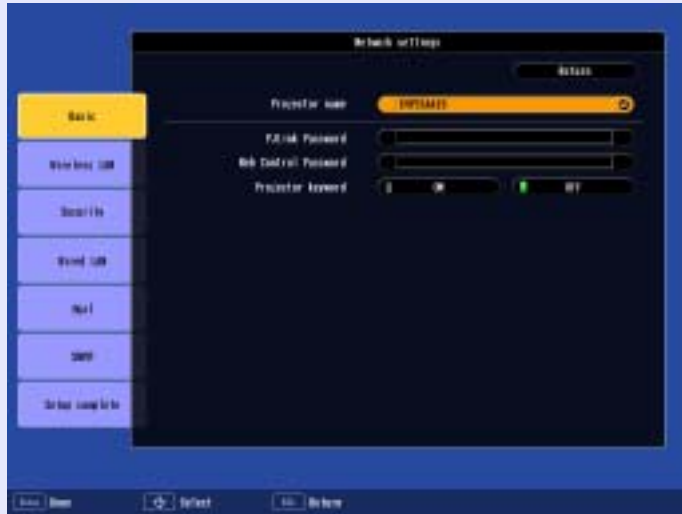 Network settings
Return
Basic
Projector name
PJLink Password
Wireless LAN
Web Control Password
Projector keyword
ON
OFF
Security
Wired LAN
Mail
SNMP
Setup complete
Select
Return